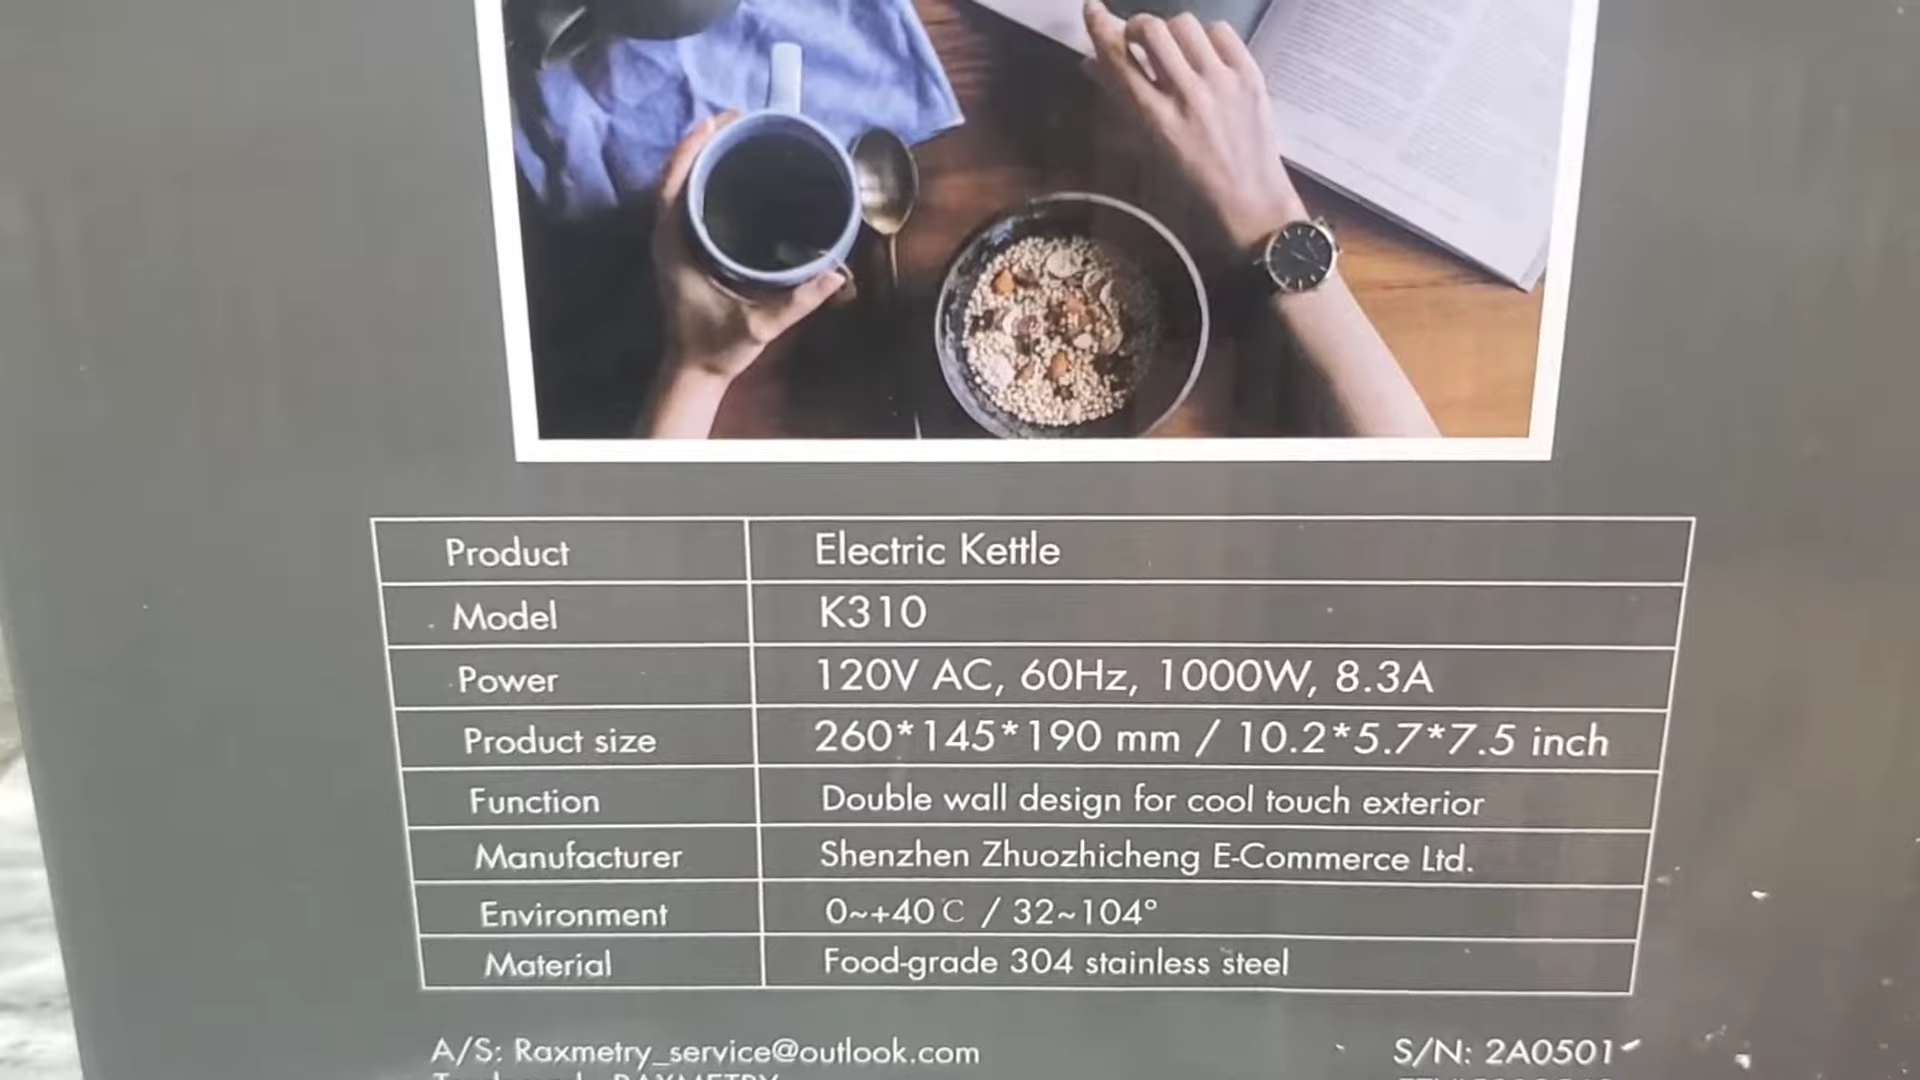 Product Electric Kettle
Model K310
Power 120V AC, 60Hz, 1000W, 8.3A
Product size 260*145*190 mm / 10.2*5.7*7.5 inch
Function Double wall design for cool touch exterior
Manufacturer Shenzhen Zhuozhicheng E-Commerce Ltd.
Environment 0~+40℃ / 32~104°
Material Food-grade 304 stainless steel
A/S: Raxmetry_service@outlook.com S/N: 2A0501